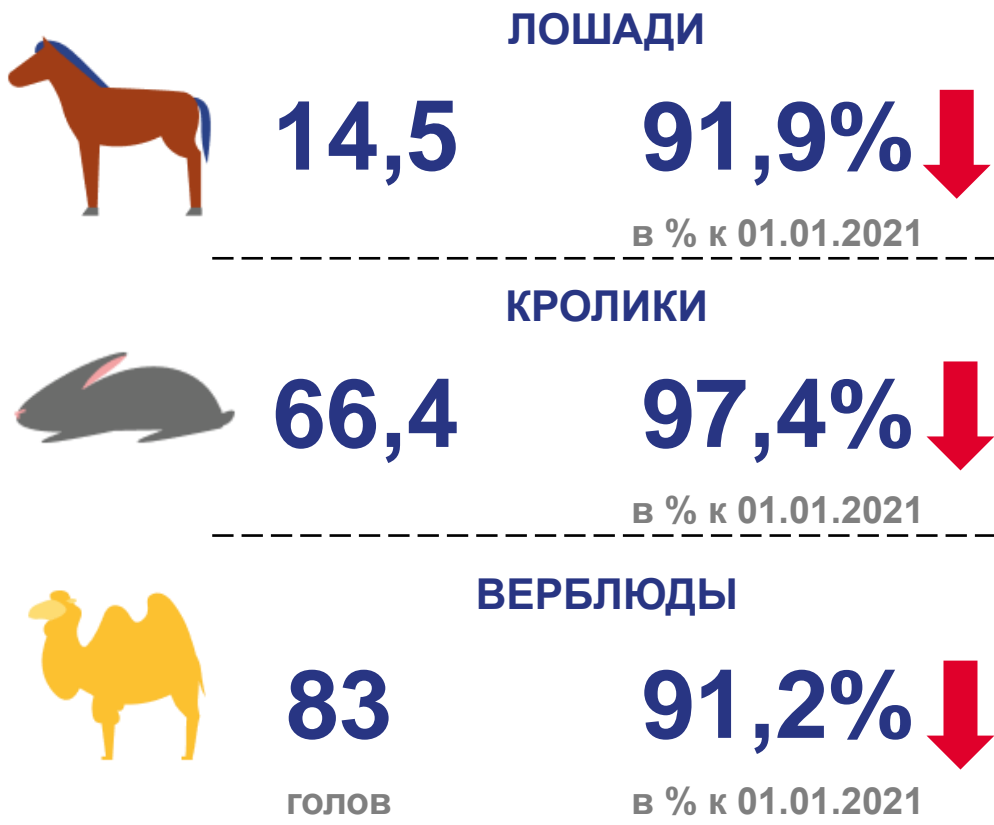 ЛОШАДИ
14,5 91,9%
в % к 01.01.2021
КРОЛИКИ
66,4 97,4%
в % к 01.01.2021
ВЕРБЛЮДЫ
83 91,2%
голов в % к 01.01.2021